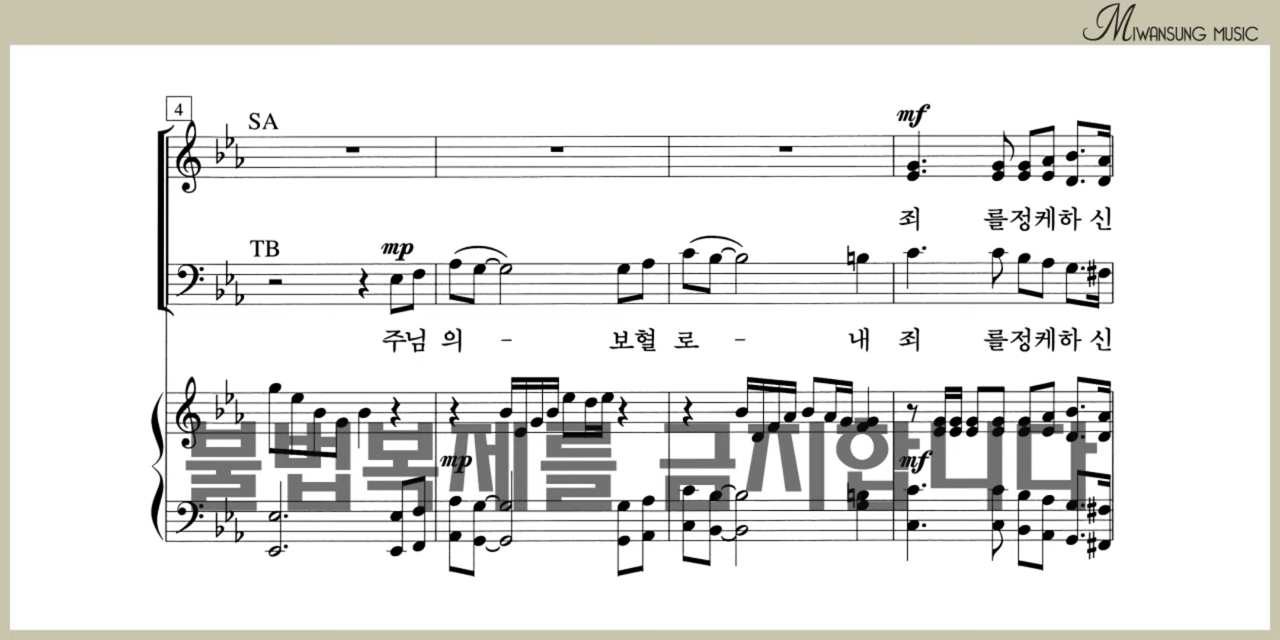 MIWANSUNG MUSIC
4
SA
mf
죄 를정케하 신
TB
mp
주님 의 - 보혈 로 - 내 죄 를정케하 신
불법복제를 금지합니다
mp mf